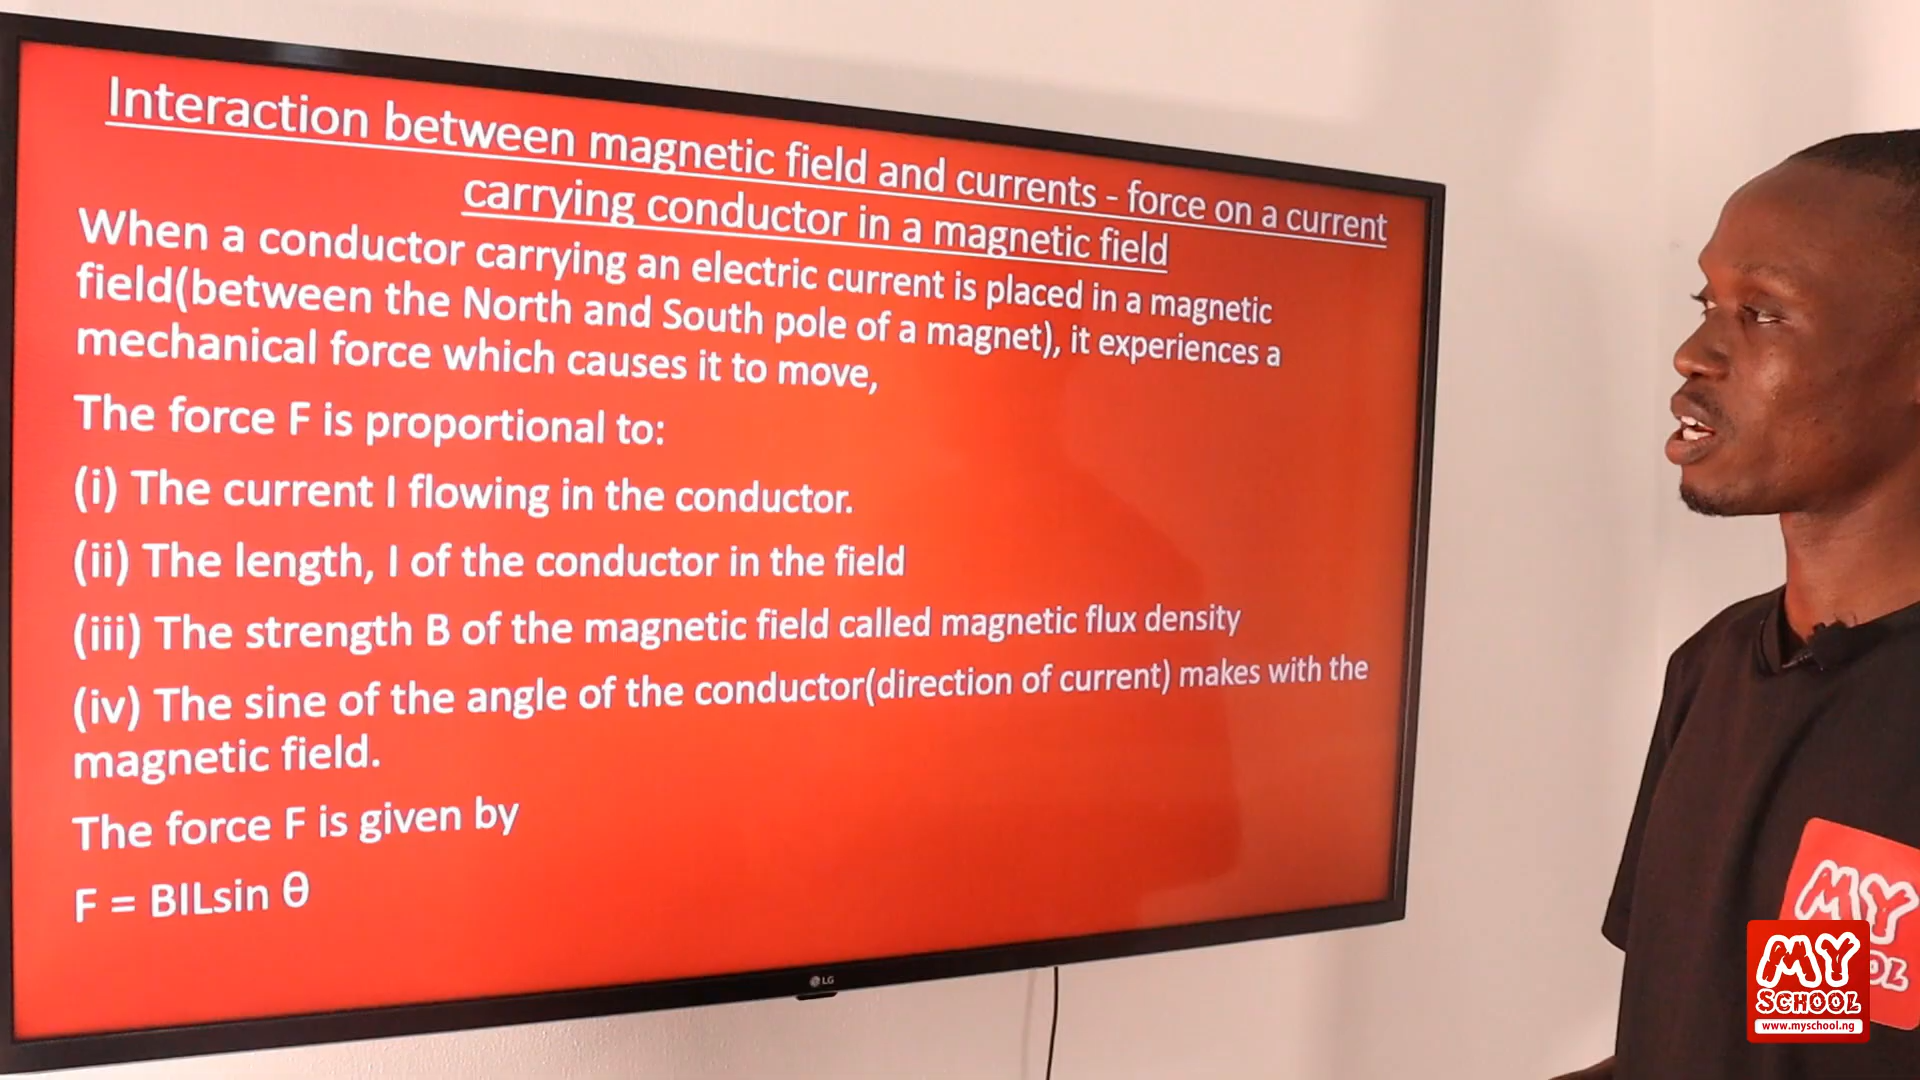 Interaction between magnetic field and currents - force on a current
carrying conductor in a magnetic field
When a conductor carrying an electric current is placed in a magnetic
field(between the North and South pole of a magnet), it experiences a
mechanical force which causes it to move,
The force F is proportional to:
(i) The current I flowing in the conductor.
(ii) The length, l of the conductor in the field
(iii) The strength B of the magnetic field called magnetic flux density
(iv) The sine of the angle of the conductor(direction of current) makes with the
magnetic field.
The force F is given by
F = BILsin θ
LG
MY
OL
MY
SCHOOL
www.myschool.ng